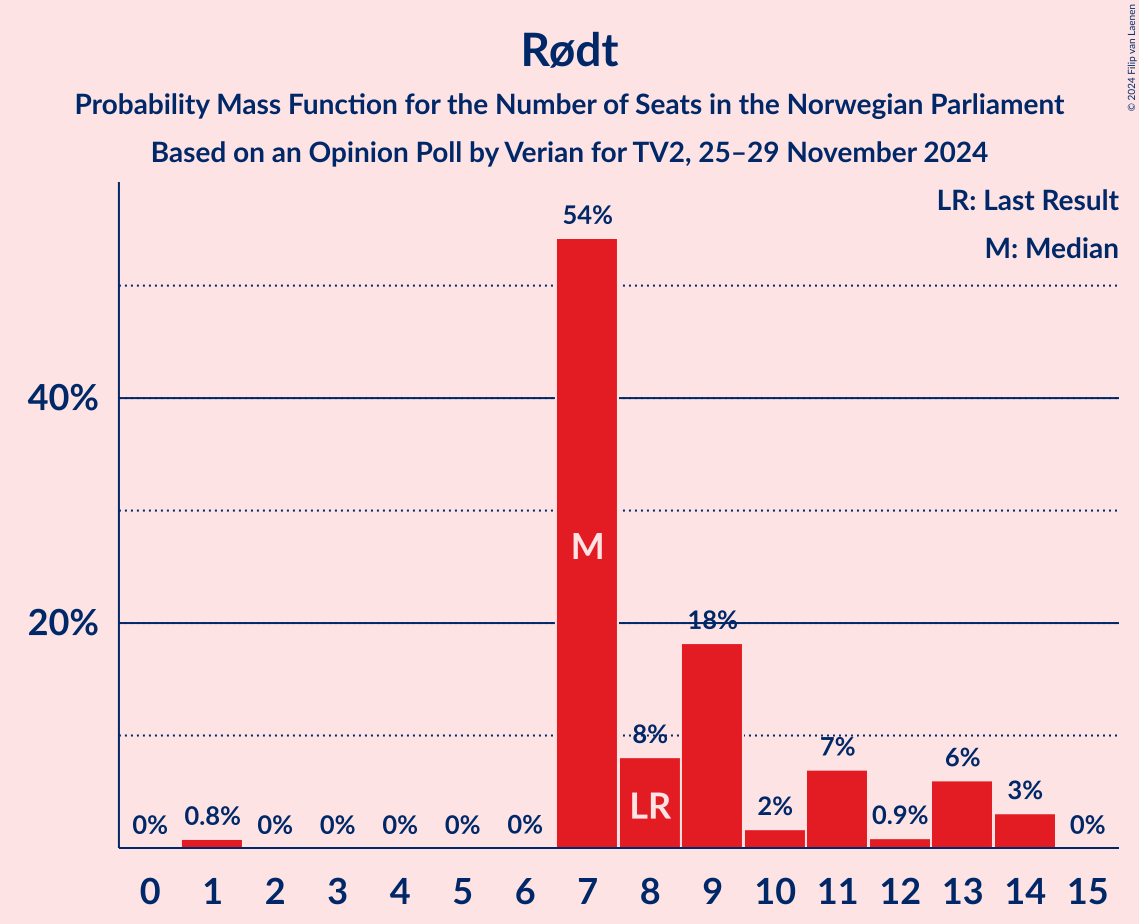 Rødt
Probability Mass Function for the Number of Seats in the Norwegian Parliament
Based on an Opinion Poll by Verian for TV2, 25–29 November 2024
© 2024 Filip van Laenen
LR: Last Result
M: Median
54%
40%
M
20%
18%
8%
7%
6%
LR
3%
2%
0% 0.8% 0% 0% 0% 0% 0% 0.9% 0%
0 1 2 3 4 5 6 7 8 9 10 11 12 13 14 15